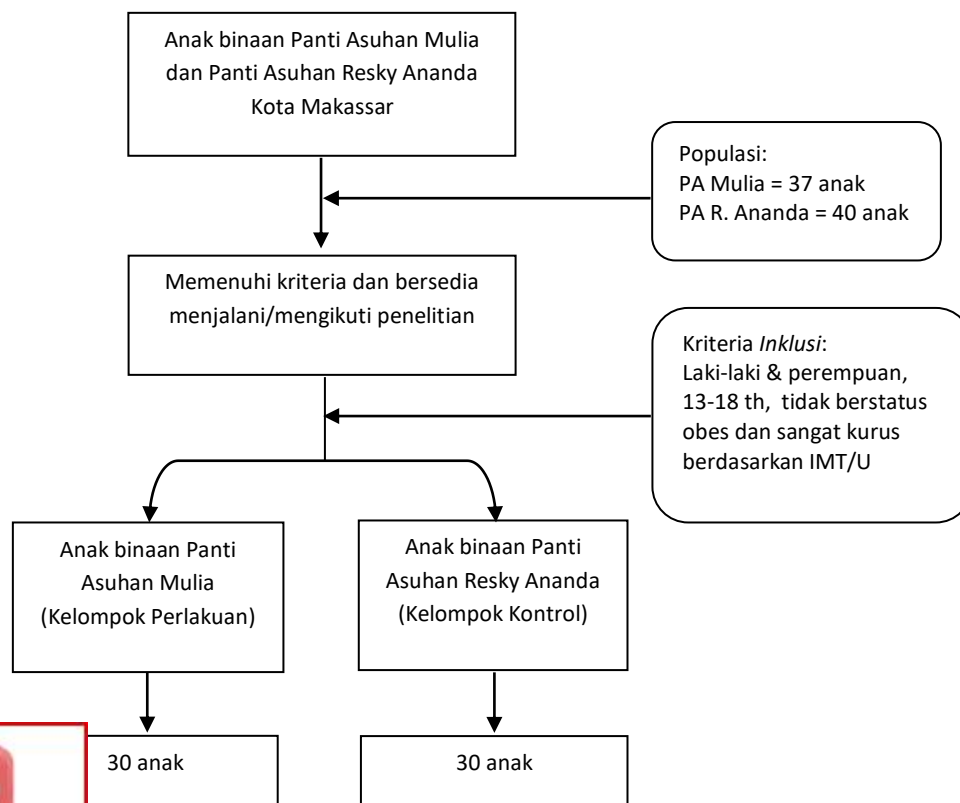 Anak binaan Panti Asuhan Mulia
dan Panti Asuhan Resky Ananda
Kota Makassar
Populasi:
PA Mulia = 37 anak
PA R. Ananda = 40 anak
Memenuhi kriteria dan bersedia
menjalani/mengikuti penelitian
Kriteria Inklusi:
Laki-laki & perempuan,
13-18 th, tidak berstatus
obes dan sangat kurus
berdasarkan IMT/U
Anak binaan Panti
Asuhan Mulia
(Kelompok Perlakuan)
Anak binaan Panti
Asuhan Resky Ananda
(Kelompok Kontrol)
30 anak
30 anak